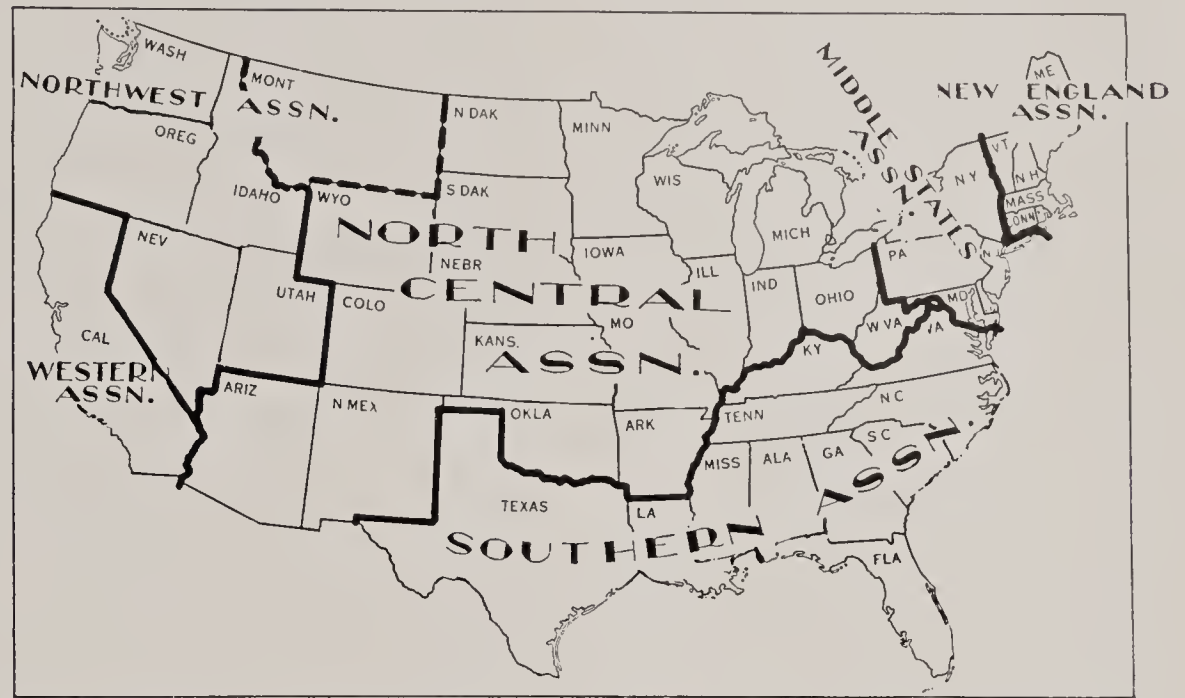 WASH
NORTHWEST
ASSN.
MONT
OREG
IDAHO
WYO
N DAK
S DAK
MINN
WIS
MICH
MIDDLE STATES
ASSN.
NEW ENGLAND
ASSN.
ME
VT
N H
MASS
CONN
NY
PA
N J
MD
NORTH
CENTRAL
ASSN.
NEV
UTAH
COLO
NEBR
IOWA
ILL
IND
OHIO
W VA
VA
KANS.
MO
KY
CAL
WESTERN
ASSN.
ARIZ
N MEX
OKLA
ARK
TENN
N C
S C
TEXAS
LA
MISS
ALA
GA
FLA
SOUTHERN ASSN.